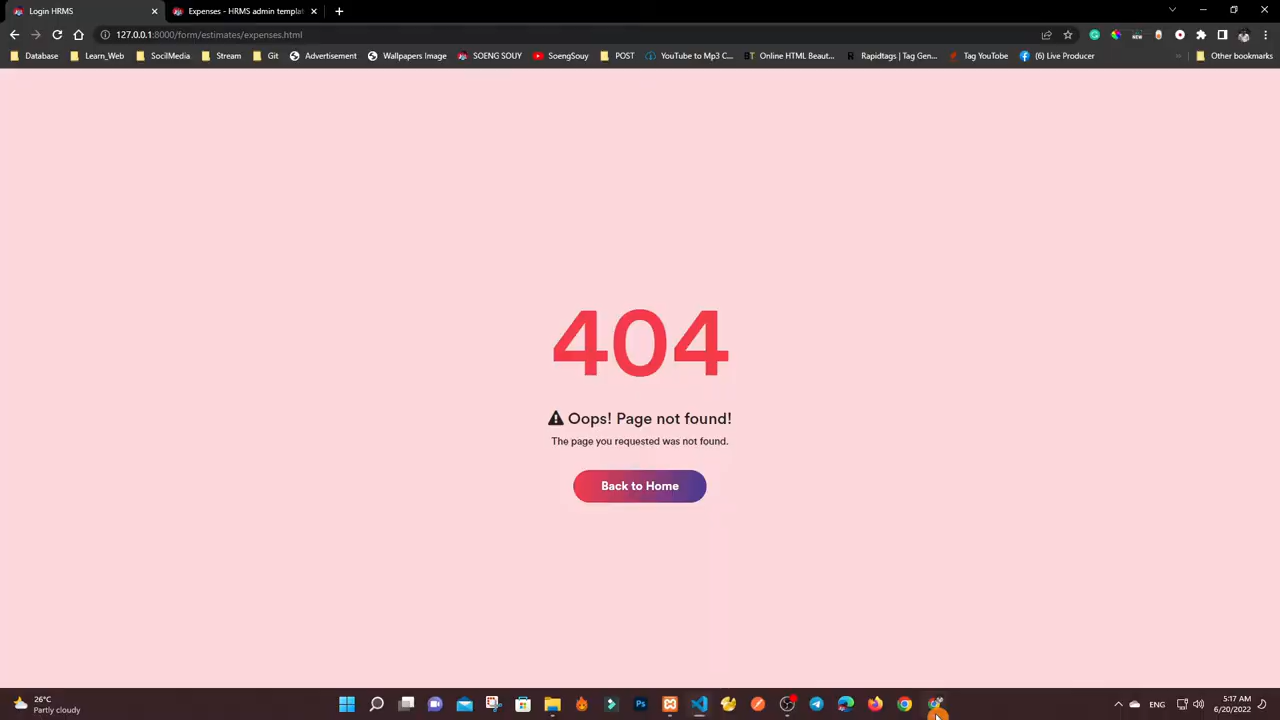 Login HRMS
Expenses - HRMS admin templat
127.0.0.1:8000/form/estimates/expenses.html
Database
Learn_Web
SocilMedia
Stream
Git
Advertisement
Wallpapers Image
SOENG SOUY
SoengSouy
POST
YouTube to Mp3 C...
Online HTML Beaut...
Rapidtags | Tag Gen...
Tag YouTube
(6) Live Producer
Other bookmarks
404
Oops! Page not found!
The page you requested was not found.
Back to Home
26°C
Partly cloudy
ENG
5:17 AM
6/20/2022